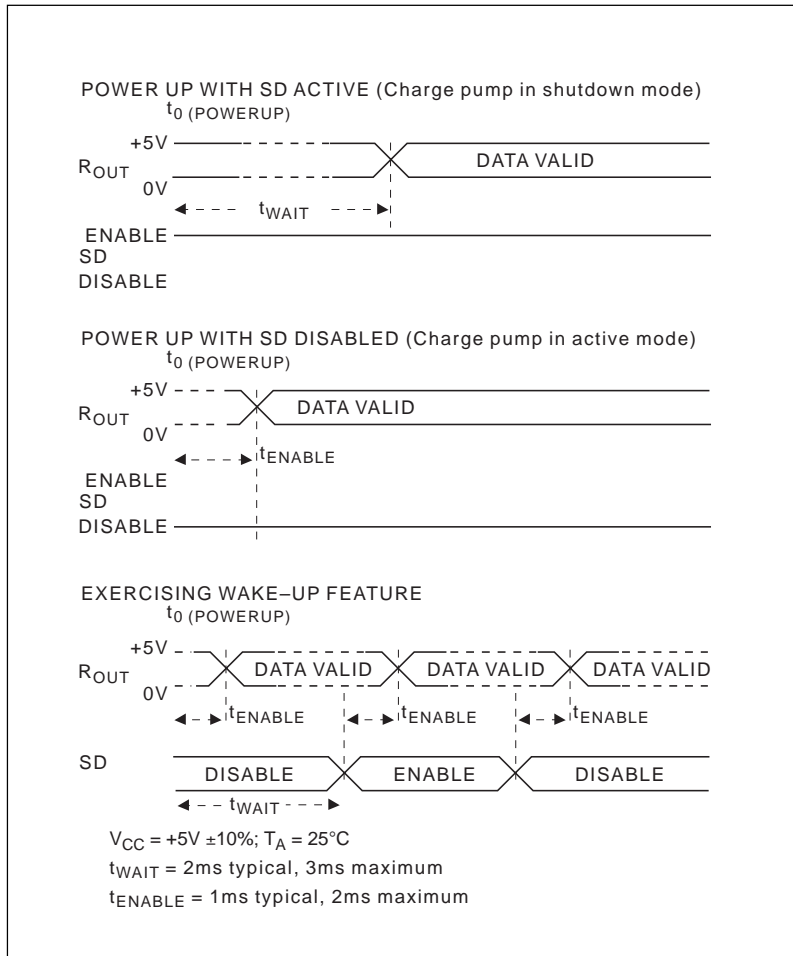 POWER UP WITH SD ACTIVE (Charge pump in shutdown mode)
t0 (POWERUP)
+5V
ROUT
DATA VALID
0V
tWAIT
ENABLE
SD
DISABLE
POWER UP WITH SD DISABLED (Charge pump in active mode)
t0 (POWERUP)
+5V
ROUT
DATA VALID
0V
tENABLE
ENABLE
SD
DISABLE
EXERCISING WAKE–UP FEATURE
t0 (POWERUP)
+5V
ROUT
DATA VALID DATA VALID DATA VALID
0V
tENABLE tENABLE tENABLE
SD
DISABLE ENABLE DISABLE
tWAIT
VCC = +5V ±10%; TA = 25°C
tWAIT = 2ms typical, 3ms maximum
tENABLE = 1ms typical, 2ms maximum